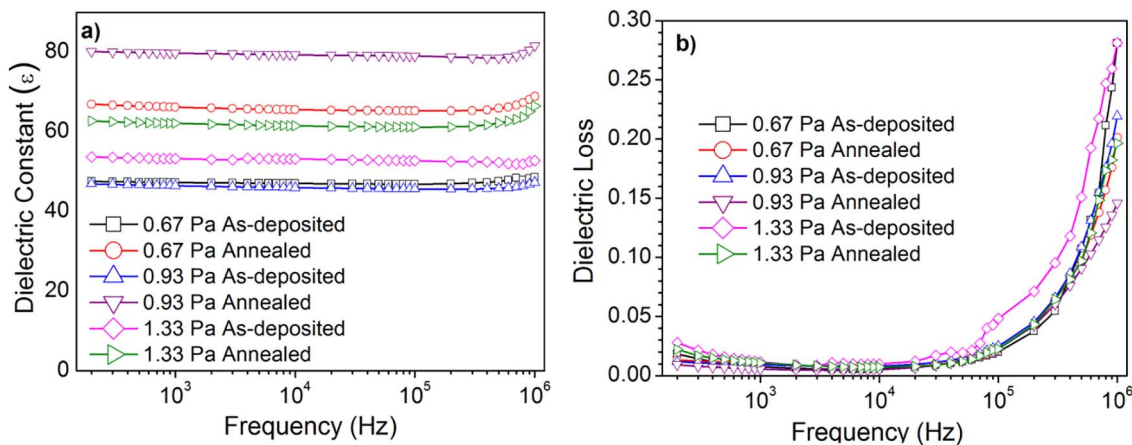 a)
80
60
40
20
0
Dielectric Constant (ε)
0.67 Pa As-deposited
0.67 Pa Annealed
0.93 Pa As-deposited
0.93 Pa Annealed
1.33 Pa As-deposited
1.33 Pa Annealed
10³ 10⁴ 10⁵ 10⁶
Frequency (Hz)
b)
0.30
0.25
0.20
0.15
0.10
0.05
0.00
Dielectric Loss
0.67 Pa As-deposited
0.67 Pa Annealed
0.93 Pa As-deposited
0.93 Pa Annealed
1.33 Pa As-deposited
1.33 Pa Annealed
10³ 10⁴ 10⁵ 10⁶
Frequency (Hz)